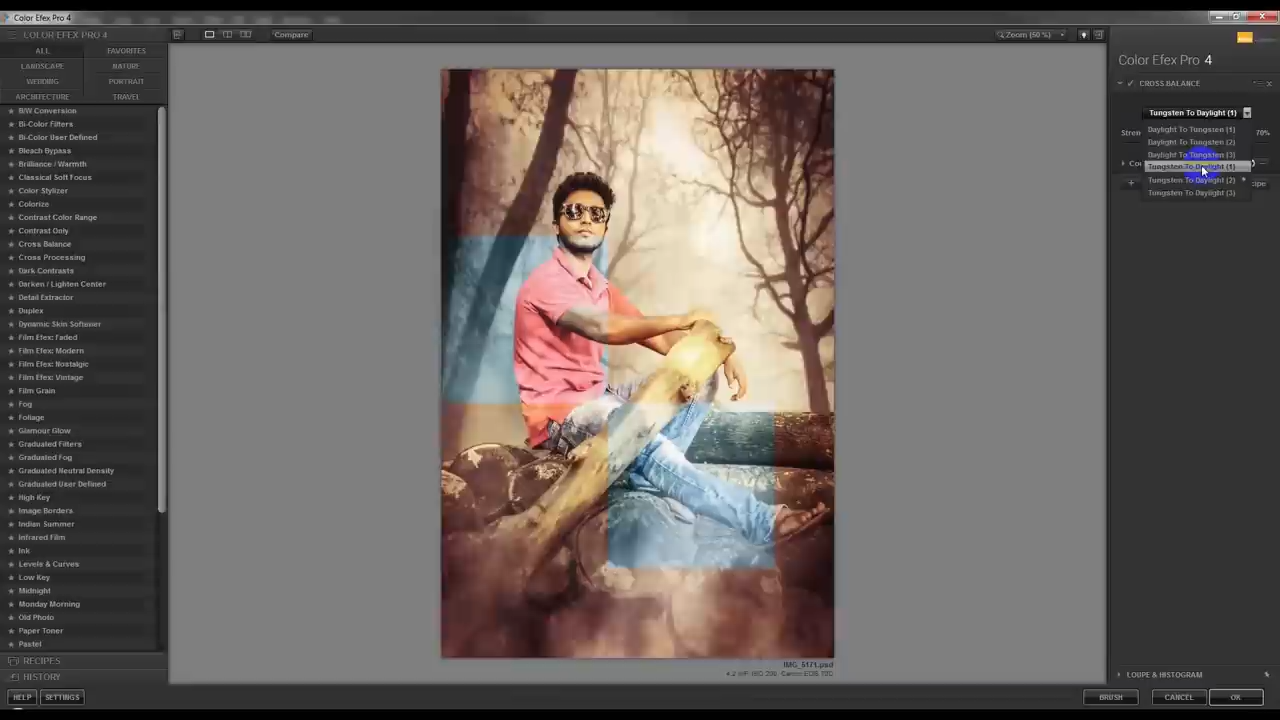 Color Efex Pro 4
COLOR EFEX PRO 4
ALL
FAVORITES
LANDSCAPE
NATURE
WEDDING
PORTRAIT
ARCHITECTURE
TRAVEL
B/W Conversion
Bi-Color Filters
Bi-Color User Defined
Bleach Bypass
Brilliance / Warmth
Classical Soft Focus
Color Stylizer
Colorize
Contrast Color Range
Contrast Only
Cross Balance
Cross Processing
Dark Contrasts
Darken / Lighten Center
Detail Extractor
Duplex
Dynamic Skin Softener
Film Efex: Faded
Film Efex: Modern
Film Efex: Nostalgic
Film Efex: Vintage
Film Grain
Fog
Foliage
Glamour Glow
Graduated Filters
Graduated Fog
Graduated Neutral Density
Graduated User Defined
High Key
Image Borders
Indian Summer
Infrared Film
Ink
Levels & Curves
Low Key
Midnight
Monday Morning
Old Photo
Paper Toner
Pastel
RECIPES
HISTORY
HELP
SETTINGS
Compare
Zoom (50 %)
IMG_5171.psd
Color Efex Pro 4
CROSS BALANCE
Tungsten To Daylight (1)
Stren
70%
Daylight To Tungsten (1)
Daylight To Tungsten (2)
Daylight To Tungsten (3)
Tungsten To Daylight (1)
Tungsten To Daylight (2)
Tungsten To Daylight (3)
Co
ipe
LOUPE & HISTOGRAM
BRUSH
CANCEL
OK